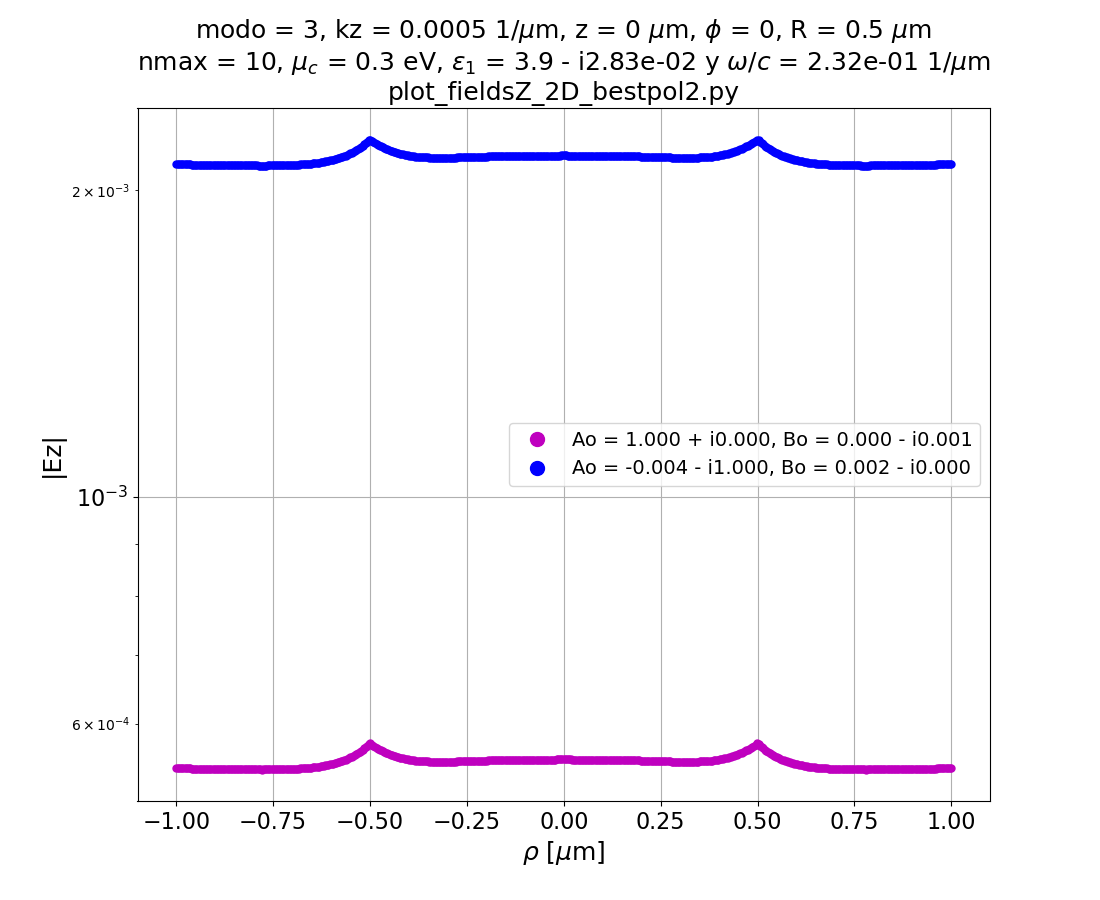 modo = 3, kz = 0.0005 1/μm, z = 0 μm, ϕ = 0, R = 0.5 μm
nmax = 10, μc = 0.3 eV, ε1 = 3.9 - i2.83e-02 y ω/c = 2.32e-01 1/μm
plot_fieldsZ_2D_bestpol2.py
2 × 10⁻³
|Ez|
Ao = 1.000 + i0.000, Bo = 0.000 - i0.001
Ao = -0.004 - i1.000, Bo = 0.002 - i0.000
10⁻³
6 × 10⁻⁴
−1.00 −0.75 −0.50 −0.25 0.00 0.25 0.50 0.75 1.00
ρ [μm]